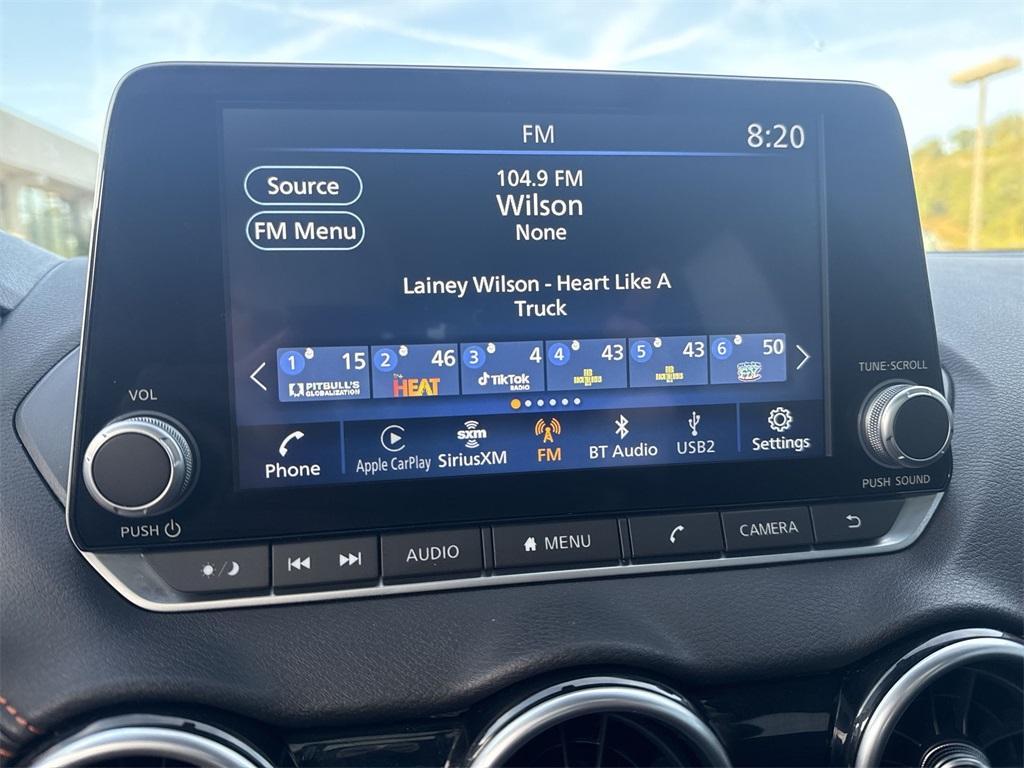 FM
8:20
Source
FM Menu
104.9 FM
Wilson
None
Lainey Wilson - Heart Like A
Truck
1 15
PITBULL'S
GLOBALIZATION
2 46
THE HEAT
3 4
TikTok
RADIO
4 43
5 43
6 50
Phone
Apple CarPlay
sxm
SiriusXM
FM
BT Audio
USB2
Settings
VOL
PUSH
TUNE·SCROLL
PUSH SOUND
AUDIO
MENU
CAMERA